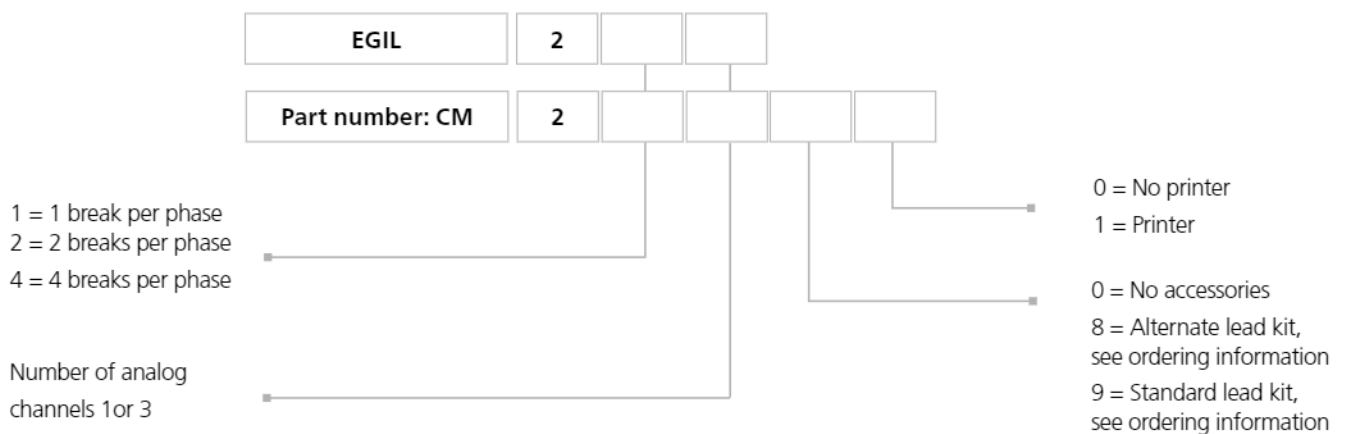 EGIL 2
Part number: CM 2
1 = 1 break per phase
2 = 2 breaks per phase
4 = 4 breaks per phase
Number of analog
channels 1or 3
0 = No printer
1 = Printer
0 = No accessories
8 = Alternate lead kit,
see ordering information
9 = Standard lead kit,
see ordering information